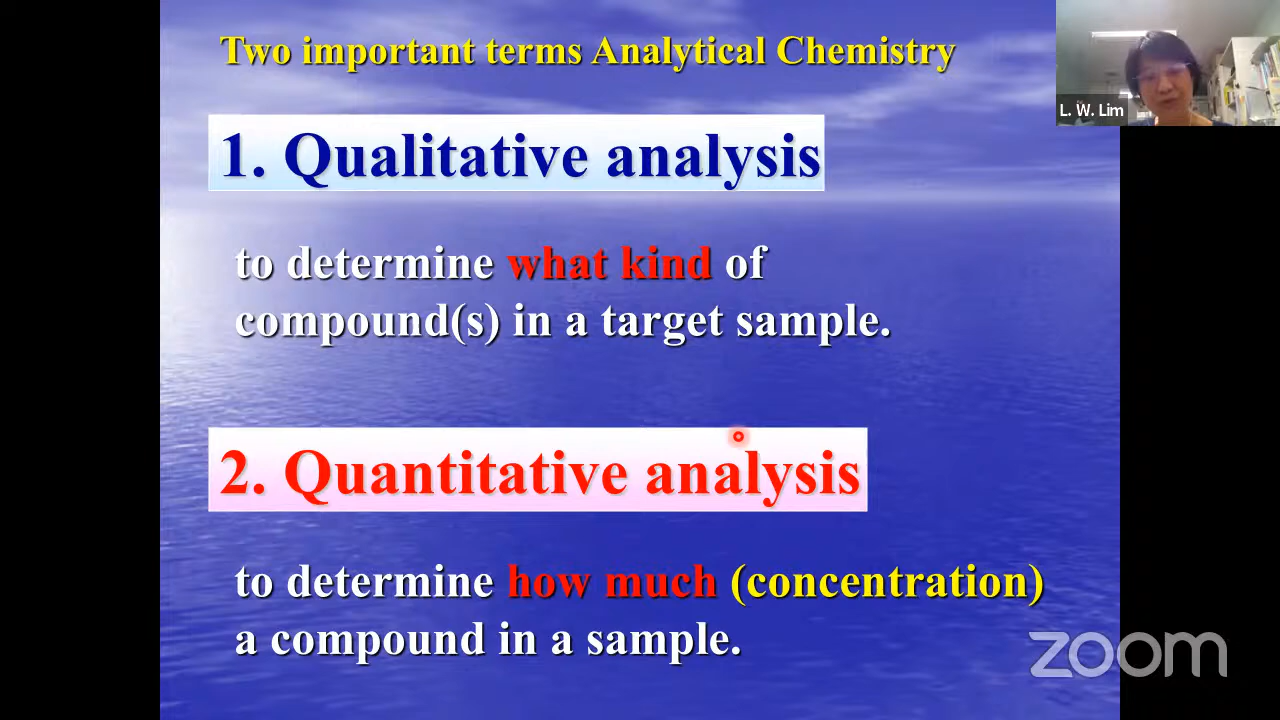 Two important terms Analytical Chemistry
L. W. Lim
1. Qualitative analysis
to determine what kind of
compound(s) in a target sample.
2. Quantitative analysis
to determine how much (concentration)
a compound in a sample.
zoom